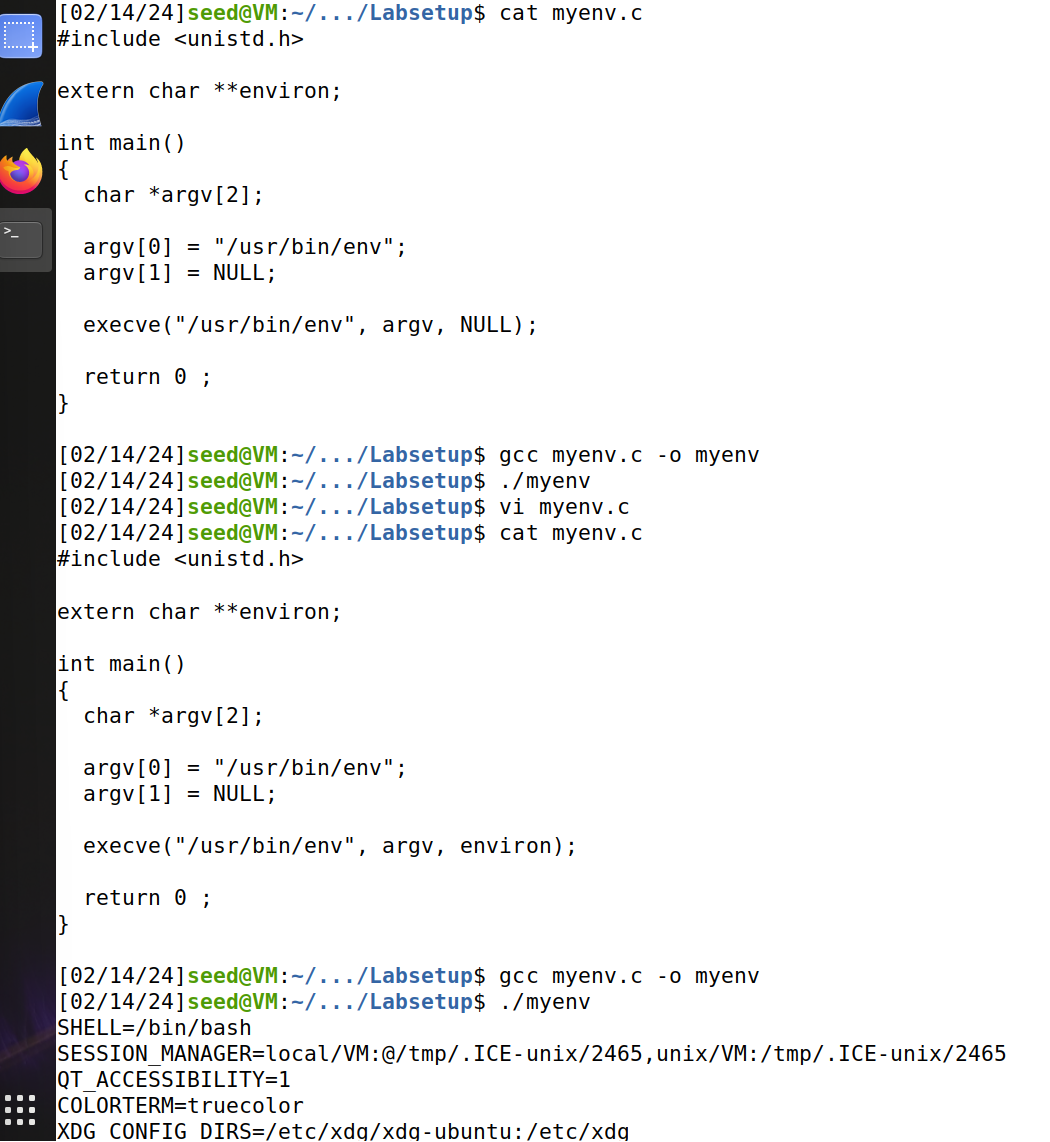 [02/14/24]seed@VM:~/.../Labsetup$ cat myenv.c
#include <unistd.h>

extern char **environ;

int main()
{
  char *argv[2];

  argv[0] = "/usr/bin/env";
  argv[1] = NULL;

  execve("/usr/bin/env", argv, NULL);

  return 0 ;
}

[02/14/24]seed@VM:~/.../Labsetup$ gcc myenv.c -o myenv
[02/14/24]seed@VM:~/.../Labsetup$ ./myenv
[02/14/24]seed@VM:~/.../Labsetup$ vi myenv.c
[02/14/24]seed@VM:~/.../Labsetup$ cat myenv.c
#include <unistd.h>

extern char **environ;

int main()
{
  char *argv[2];

  argv[0] = "/usr/bin/env";
  argv[1] = NULL;

  execve("/usr/bin/env", argv, environ);

  return 0 ;
}

[02/14/24]seed@VM:~/.../Labsetup$ gcc myenv.c -o myenv
[02/14/24]seed@VM:~/.../Labsetup$ ./myenv
SHELL=/bin/bash
SESSION_MANAGER=local/VM:@/tmp/.ICE-unix/2465,unix/VM:/tmp/.ICE-unix/2465
QT_ACCESSIBILITY=1
COLORTERM=truecolor
XDG_CONFIG_DIRS=/etc/xdg/xdg-ubuntu:/etc/xdg